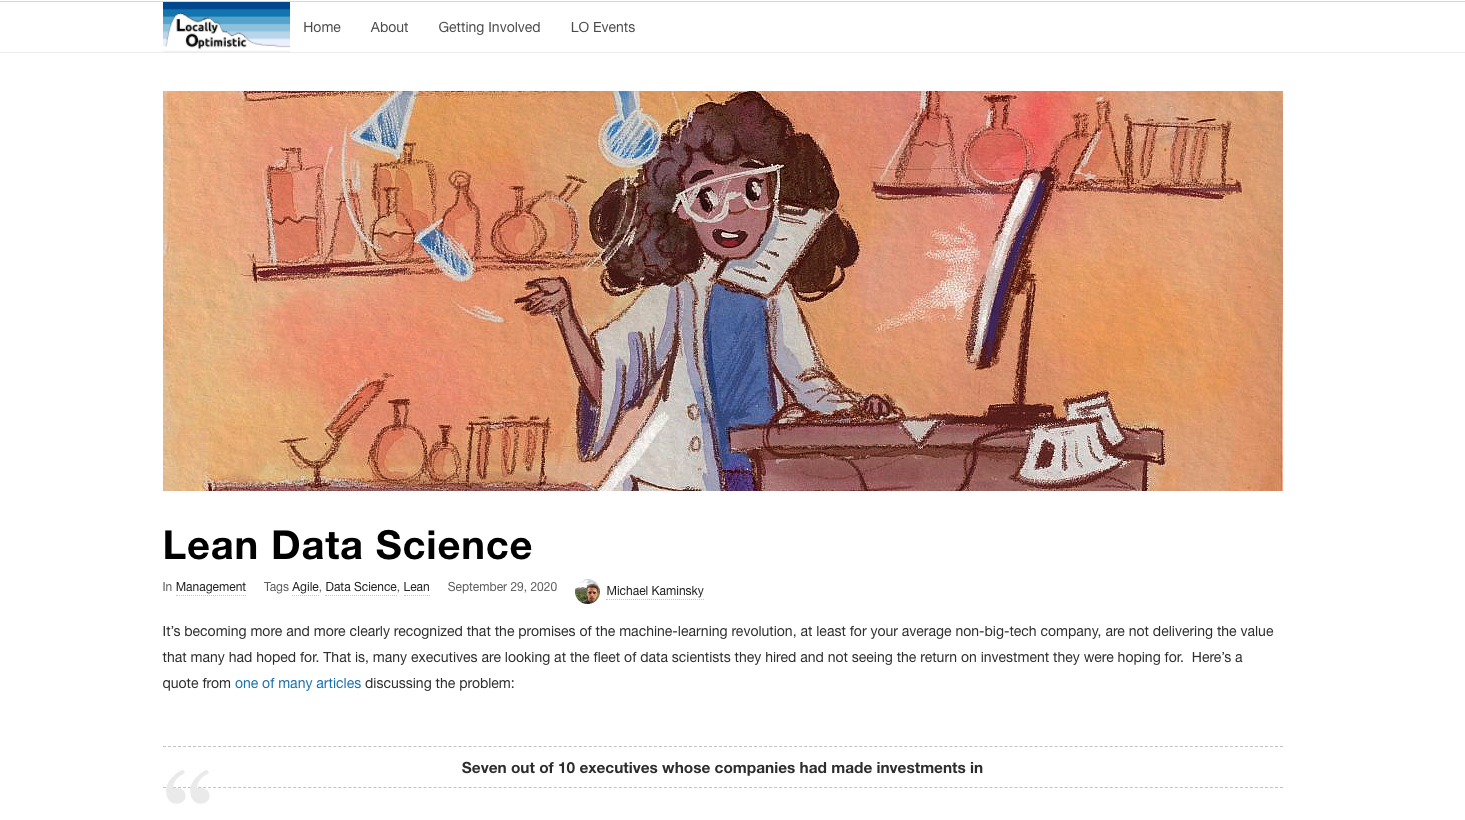 Locally
Optimistic
Home About Getting Involved LO Events
Lean Data Science
In Management Tags Agile, Data Science, Lean September 29, 2020 Michael Kaminsky
It’s becoming more and more clearly recognized that the promises of the machine-learning revolution, at least for your average non-big-tech company, are not delivering the value
that many had hoped for. That is, many executives are looking at the fleet of data scientists they hired and not seeing the return on investment they were hoping for.  Here’s a
quote from one of many articles discussing the problem:
“
Seven out of 10 executives whose companies had made investments in